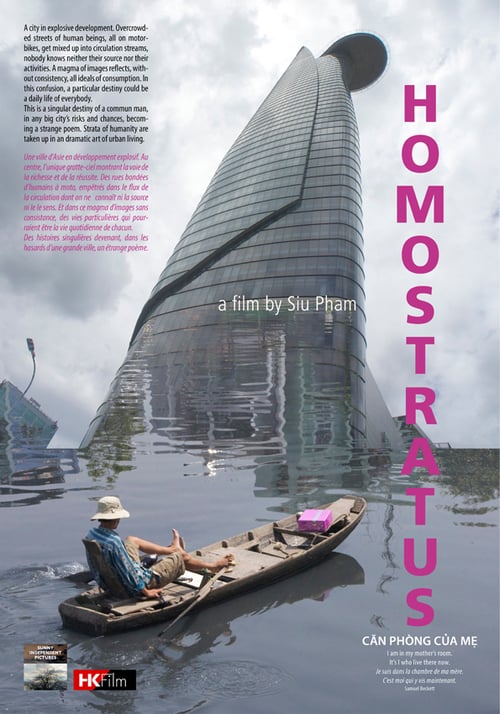 A city in explosive development. Overcrowd-
ed streets of human beings, all on motor-
bikes, get mixed up into circulation streams,
nobody knows neither their source nor their
activities. A magma of images reflects, with-
out consistency, all ideals of consumption. In
this confusion, a particular destiny could be
a daily life of everybody.
This is a singular destiny of a commun man,
in any big city's risks and chances, becom-
ing a strange poem. Strata of humanity are
taken up in an dramatic art of urban living.
Une ville d'Asie en développement explosif. Au
centre, l'unique gratte-ciel montrant la voie de
la richesse et de la réussite. Des rues bondées
d'humains à moto, empêtrés dans le flux de
la circulation dont on ne connaît ni la source
ni le le sens. Et dans ce magma d'images sans
consistance, des vies particulières qui pour-
raient être la vie quotidienne de chacun.
Des histoires singulières devenant, dans les
hasards d'une grande ville, un étrange poème.
HOMOSTRATUS
a film by Siu Pham
CĂN PHÒNG CỦA MẸ
I am in my mother's room.
It's I who live there now.
Je suis dans la chambre de ma mère.
C'est moi qui y vis maintenant.
Samuel Beckett
SUNNY
INDEPENDENT
PICTURES
HKFilm